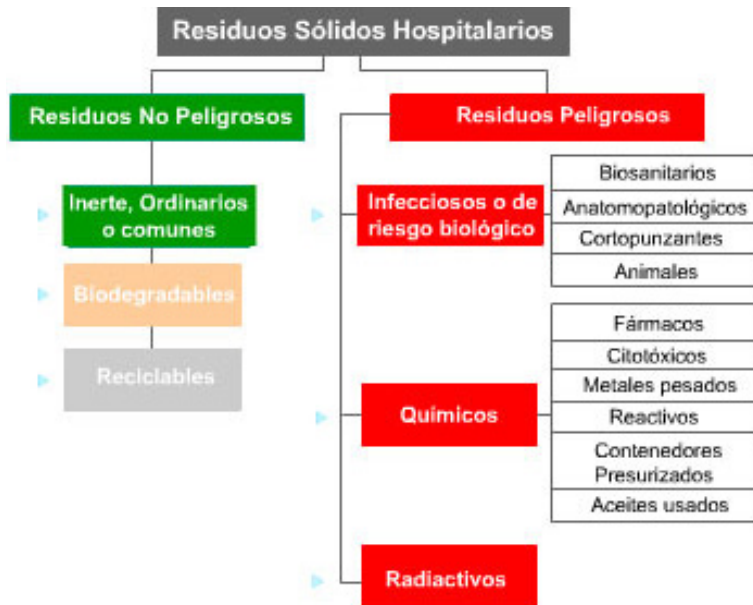 Residuos Sólidos Hospitalarios
Residuos No Peligrosos
Inerte, Ordinarios
o comunes
Biodegradables
Reciclables
Residuos Peligrosos
Infecciosos o de
riesgo biológico
Biosanitarios
Anatomopatológicos
Cortopunzantes
Animales
Químicos
Fármacos
Citotóxicos
Metales pesados
Reactivos
Contenedores
Presurizados
Aceites usados
Radiactivos